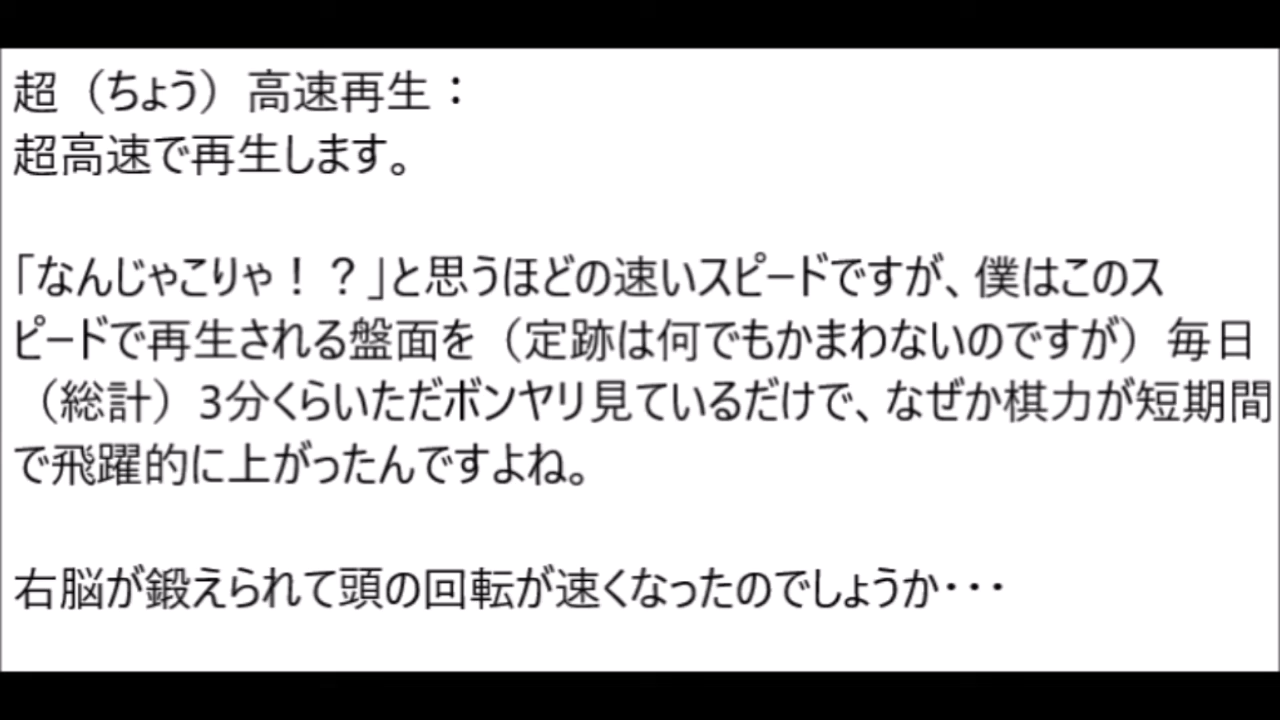 超（ちょう）高速再生：
超高速で再生します。
「なんじゃこりゃ！？」と思うほどの速いスピードですが、僕はこのス
ピードで再生される盤面を（定跡は何でもかまわないのですが）毎日
（総計）3分くらいただボンヤリ見ているだけで、なぜか棋力が短期間
で飛躍的に上がったんですよね。
右脳が鍛えられて頭の回転が速くなったのでしょうか・・・